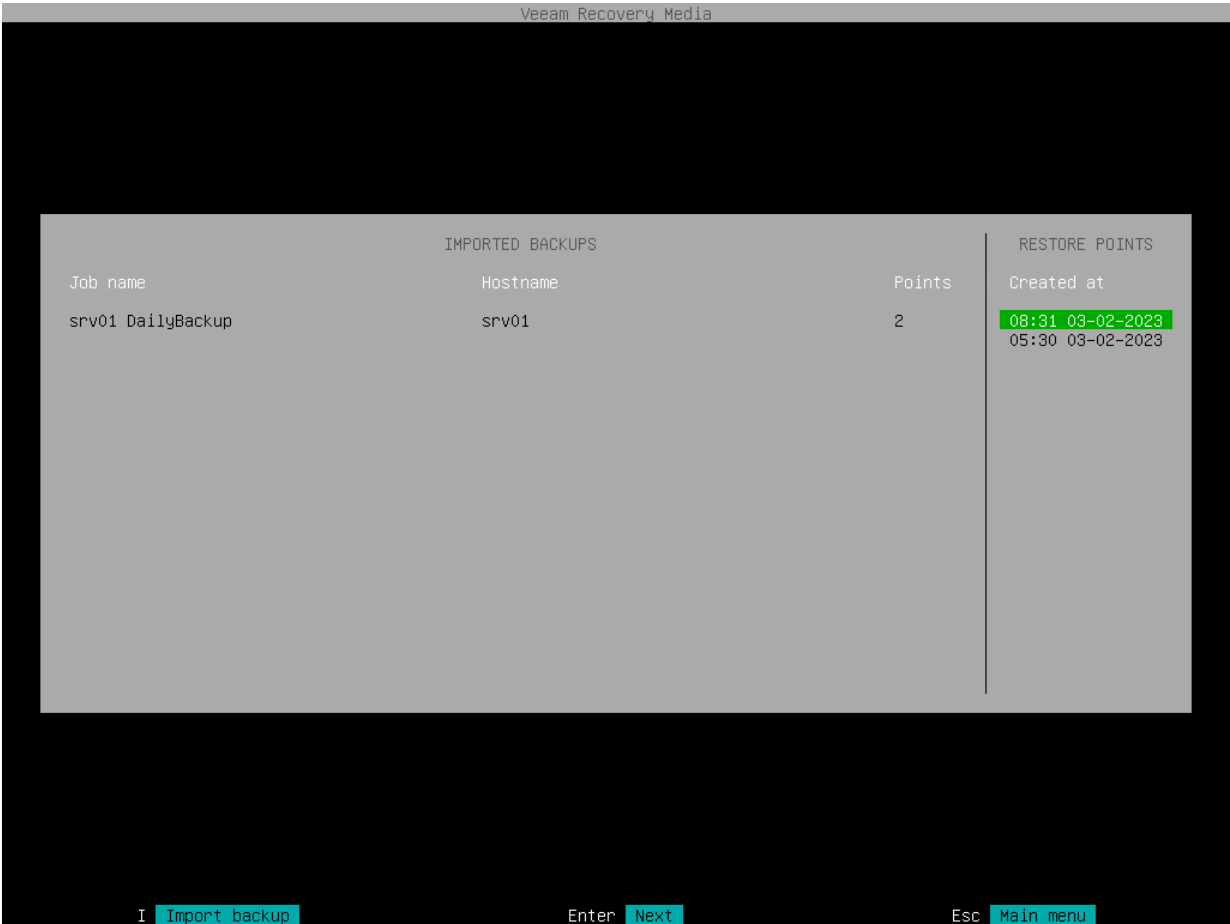 Veeam Recovery Media
IMPORTED BACKUPS
RESTORE POINTS
Job name Hostname Points Created at
srv01 DailyBackup srv01 2 08:31 03-02-2023
05:30 03-02-2023
I Import backup Enter Next Esc Main menu